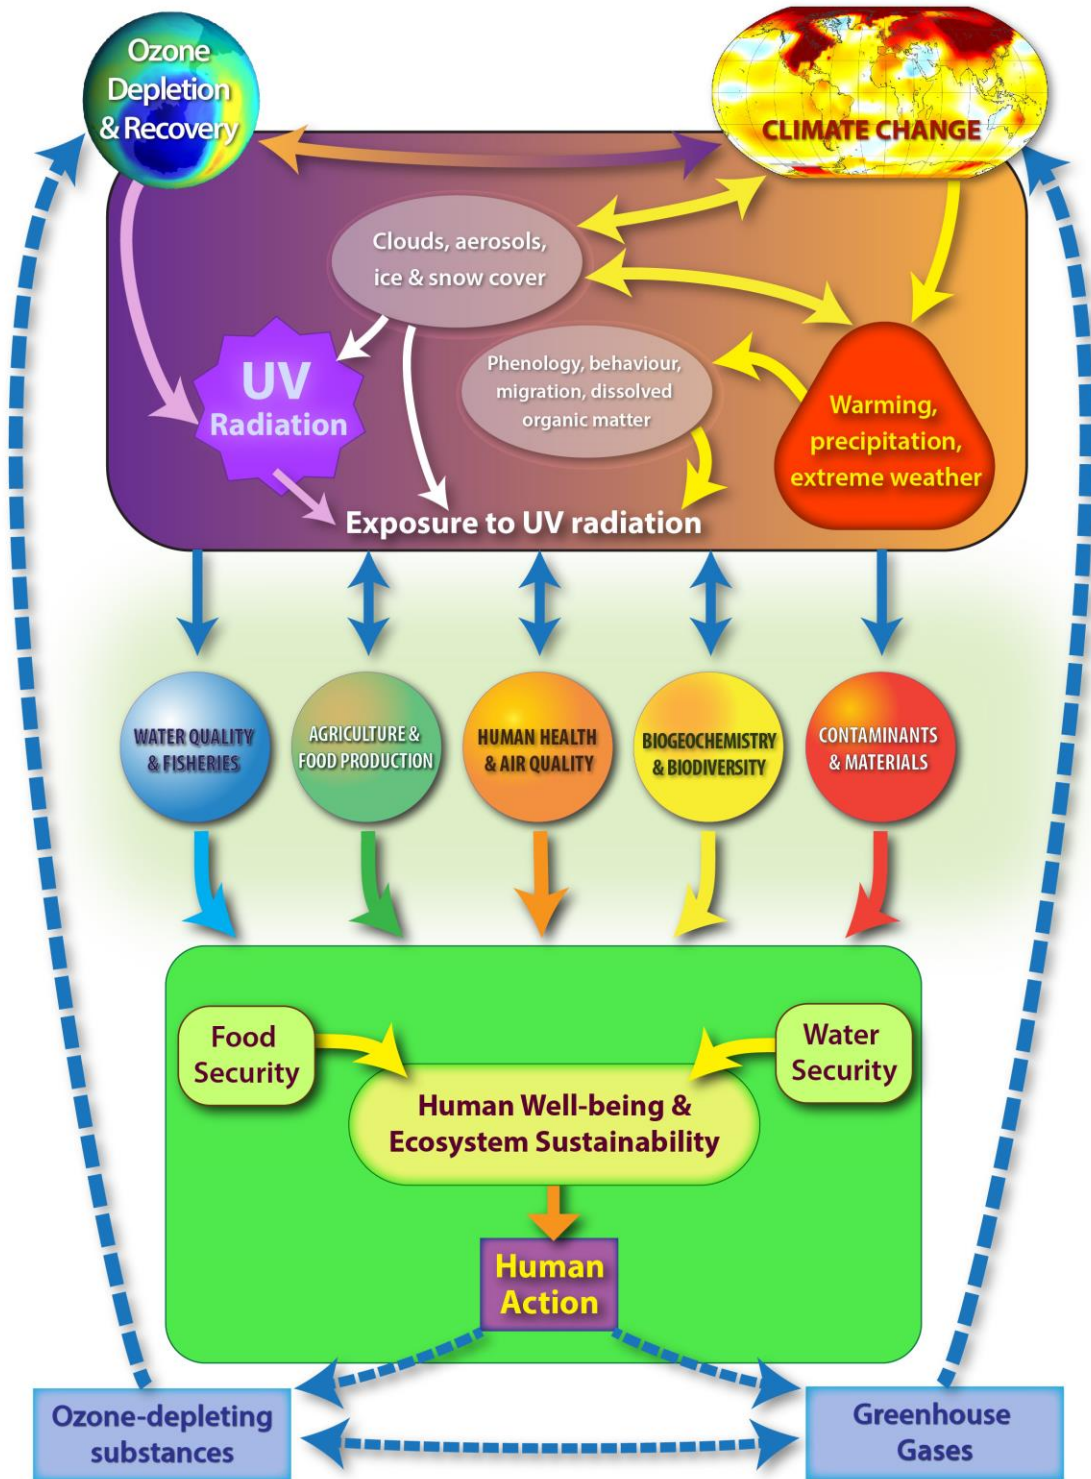 Ozone
Depletion
& Recovery
CLIMATE CHANGE
Clouds, aerosols,
ice & snow cover
UV
Radiation
Phenology, behaviour,
migration, dissolved
organic matter
Warming,
precipitation,
extreme weather
Exposure to UV radiation
WATER QUALITY
& FISHERIES
AGRICULTURE &
FOOD PRODUCTION
HUMAN HEALTH
& AIR QUALITY
BIOGEOCHEMISTRY
& BIODIVERSITY
CONTAMINANTS
& MATERIALS
Food
Security
Water
Security
Human Well-being &
Ecosystem Sustainability
Human
Action
Ozone-depleting
substances
Greenhouse
Gases